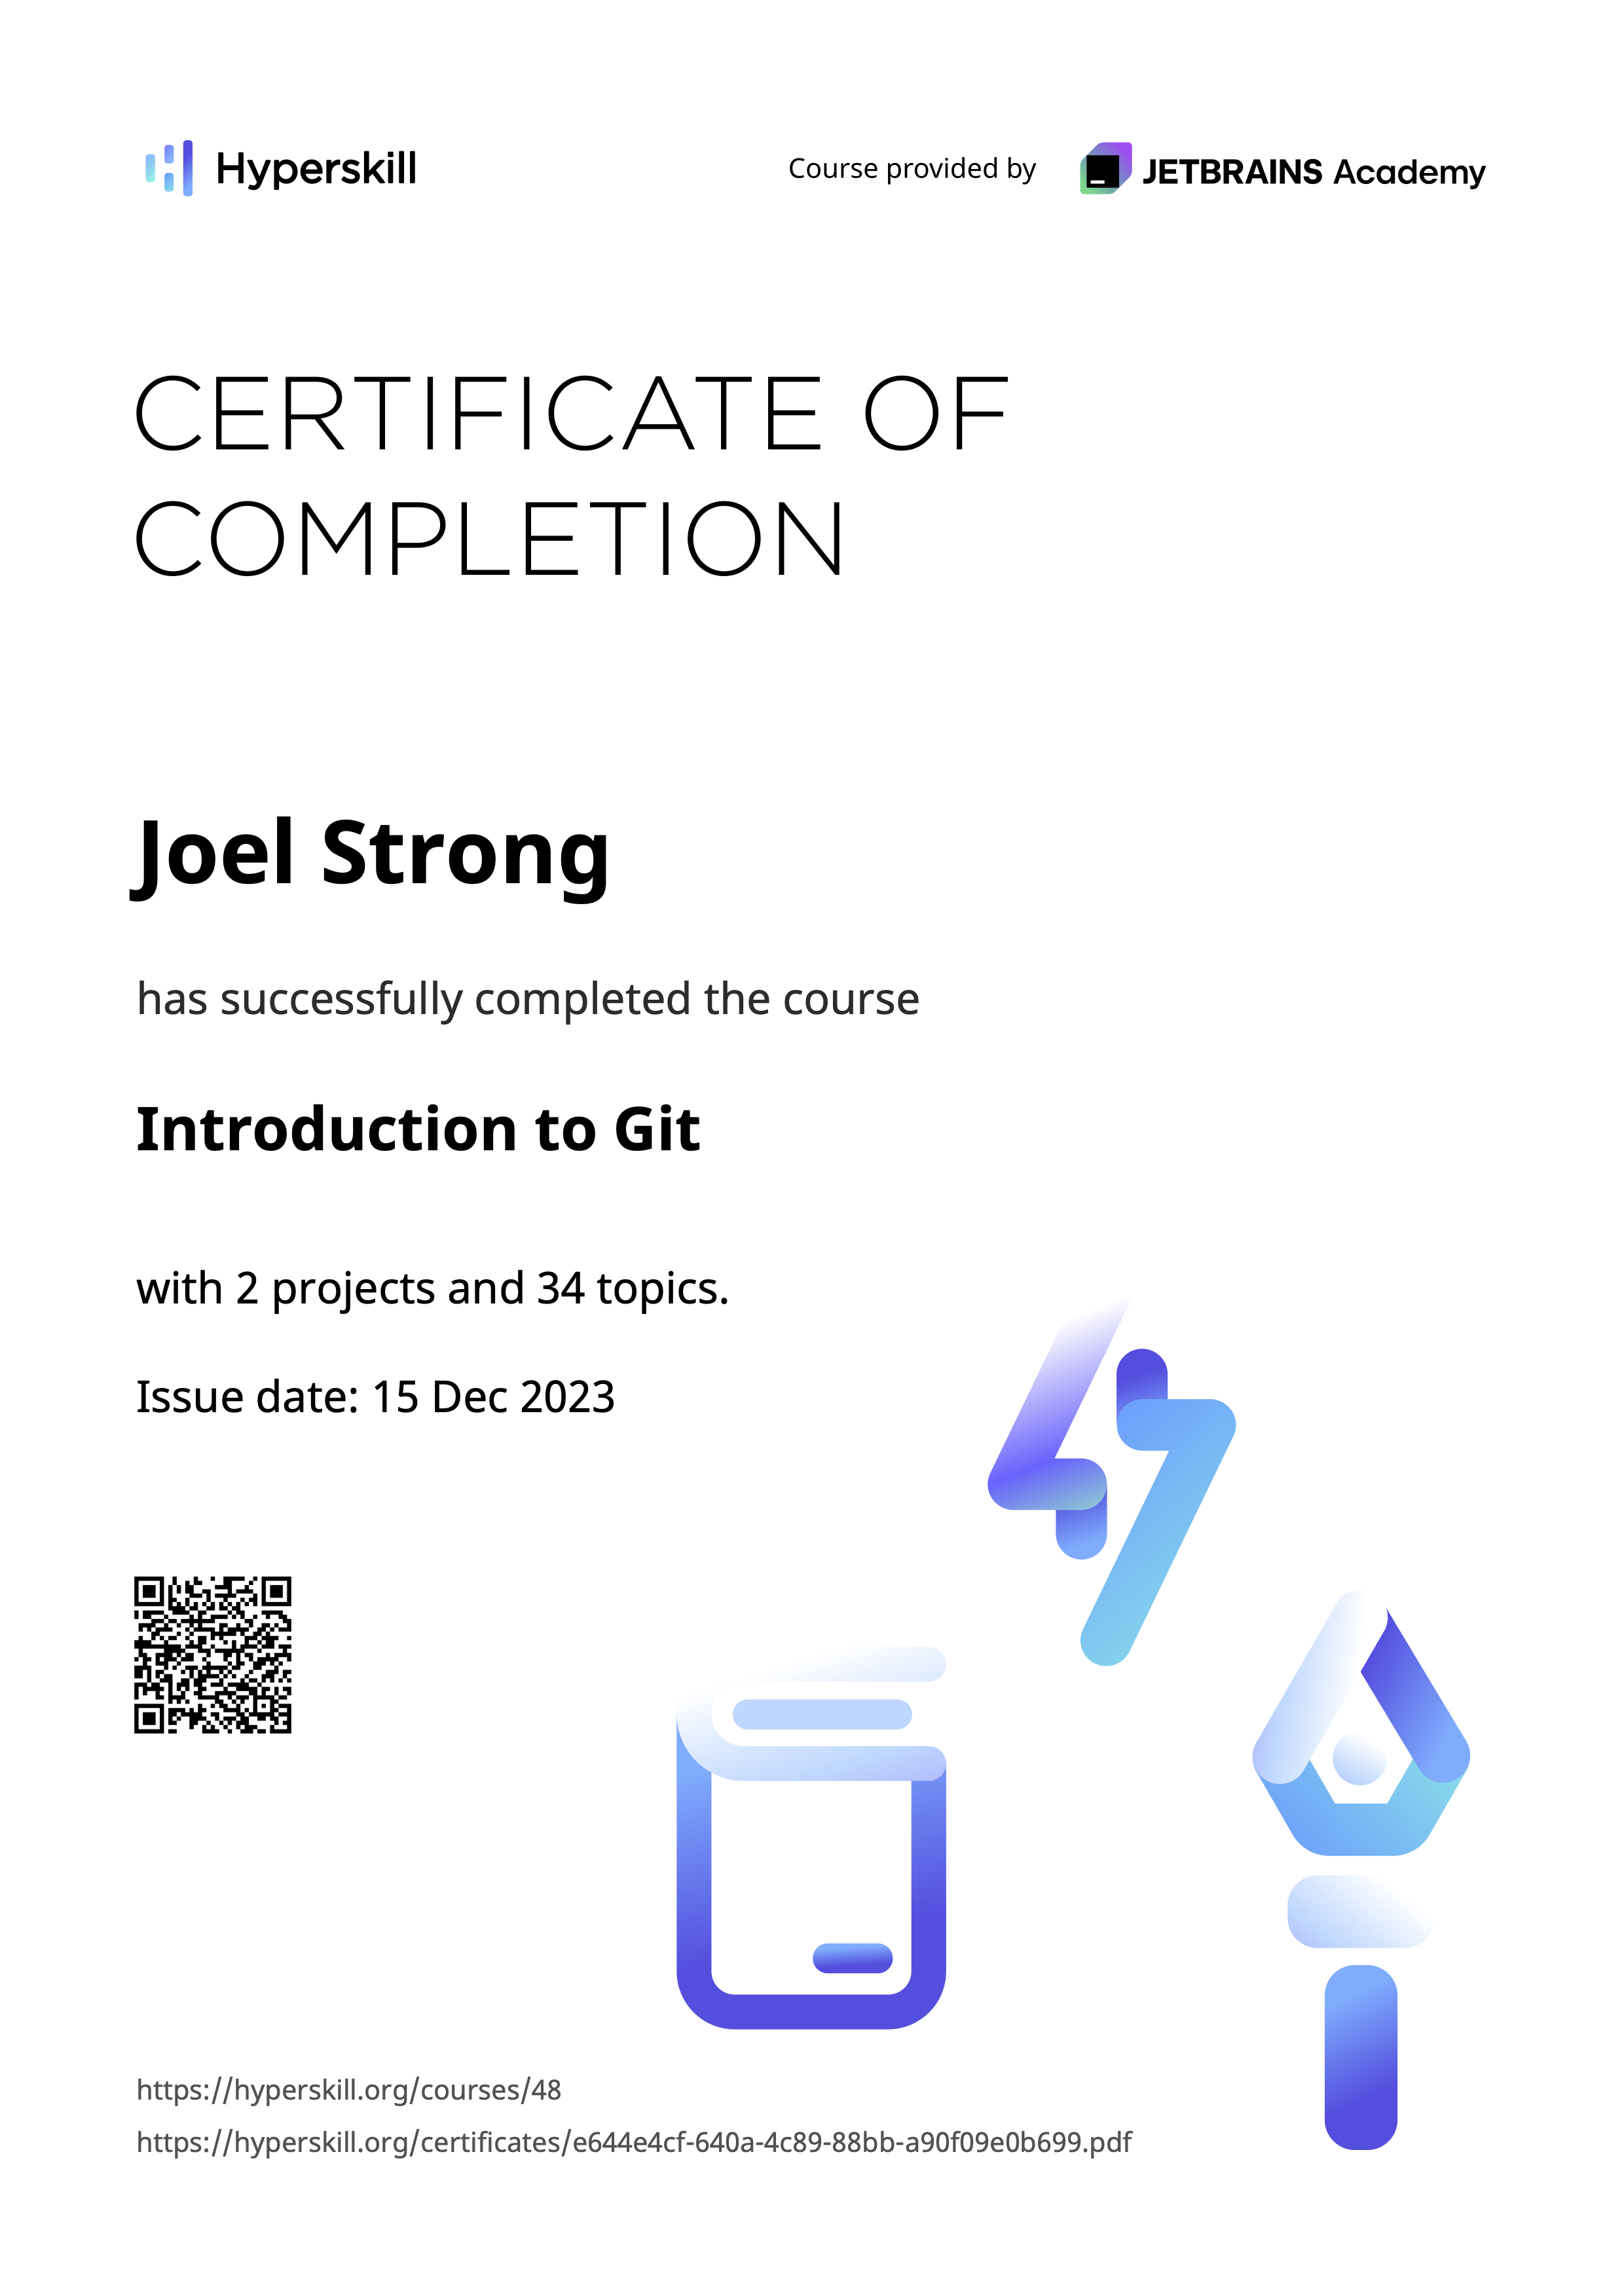 Hyperskill
Course provided by
JETBRAINS Academy
CERTIFICATE OF
COMPLETION
Joel Strong
has successfully completed the course
Introduction to Git
with 2 projects and 34 topics.
Issue date: 15 Dec 2023
https://hyperskill.org/courses/48
https://hyperskill.org/certificates/e644e4cf-640a-4c89-88bb-a90f09e0b699.pdf